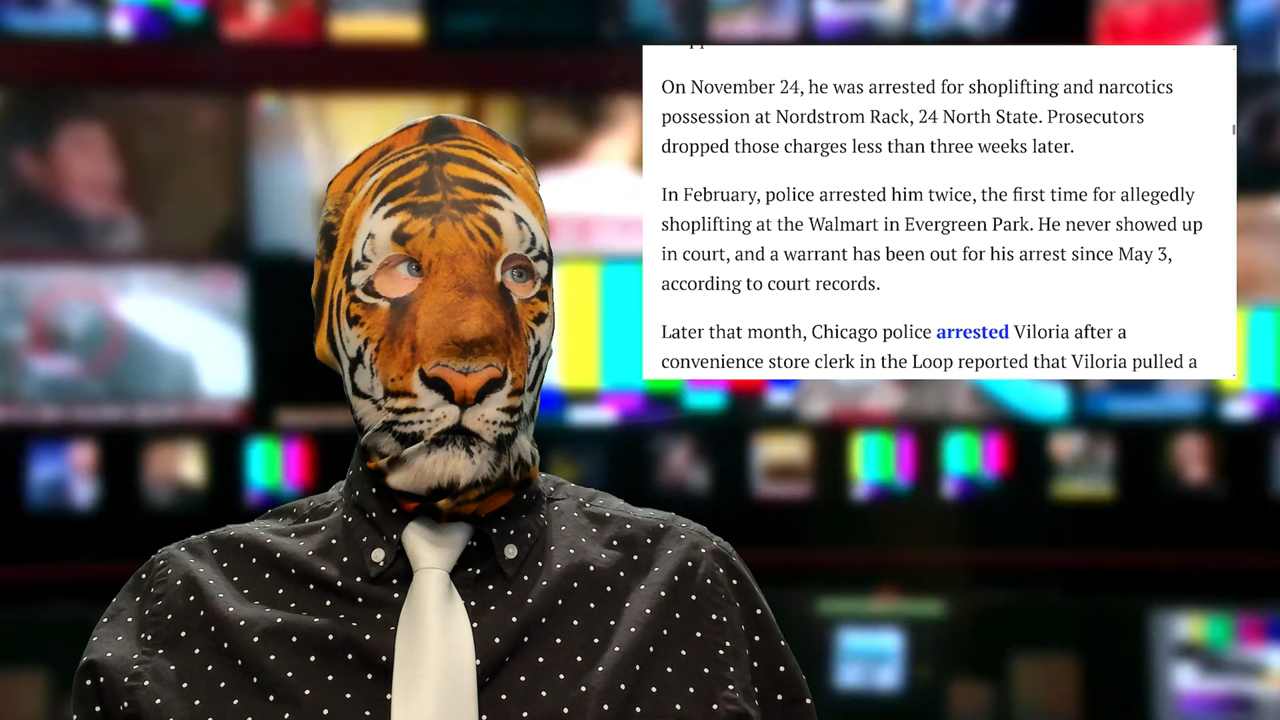 On November 24, he was arrested for shoplifting and narcotics
possession at Nordstrom Rack, 24 North State. Prosecutors
dropped those charges less than three weeks later.
In February, police arrested him twice, the first time for allegedly
shoplifting at the Walmart in Evergreen Park. He never showed up
in court, and a warrant has been out for his arrest since May 3,
according to court records.
Later that month, Chicago police arrested Viloria after a
convenience store clerk in the Loop reported that Viloria pulled a